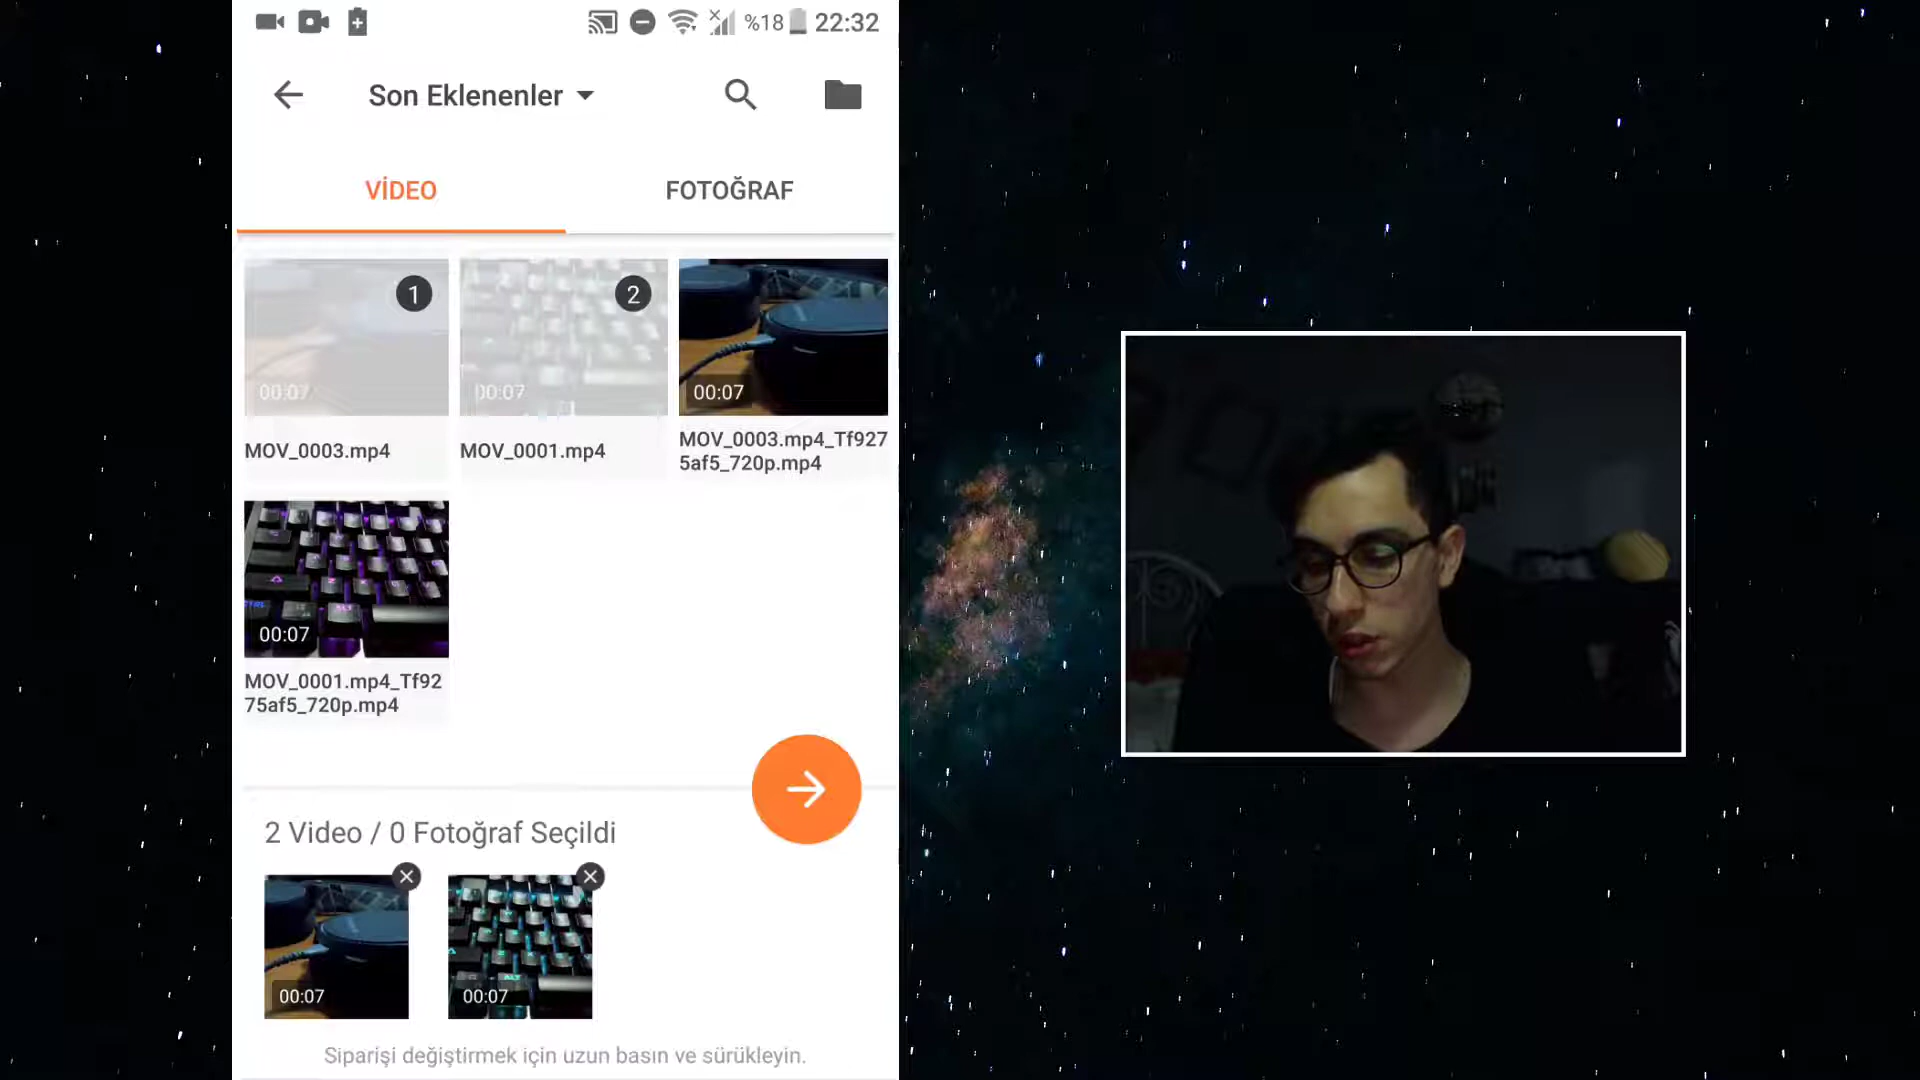 %18 22:32
Son Eklenenler
VİDEO FOTOĞRAF
1 2
00:07 00:07 00:07
MOV_0003.mp4 MOV_0001.mp4 MOV_0003.mp4_Tf927
5af5_720p.mp4
00:07
MOV_0001.mp4_Tf92
75af5_720p.mp4
2 Video / 0 Fotoğraf Seçildi
00:07 00:07
Siparişi değiştirmek için uzun basın ve sürükleyin.